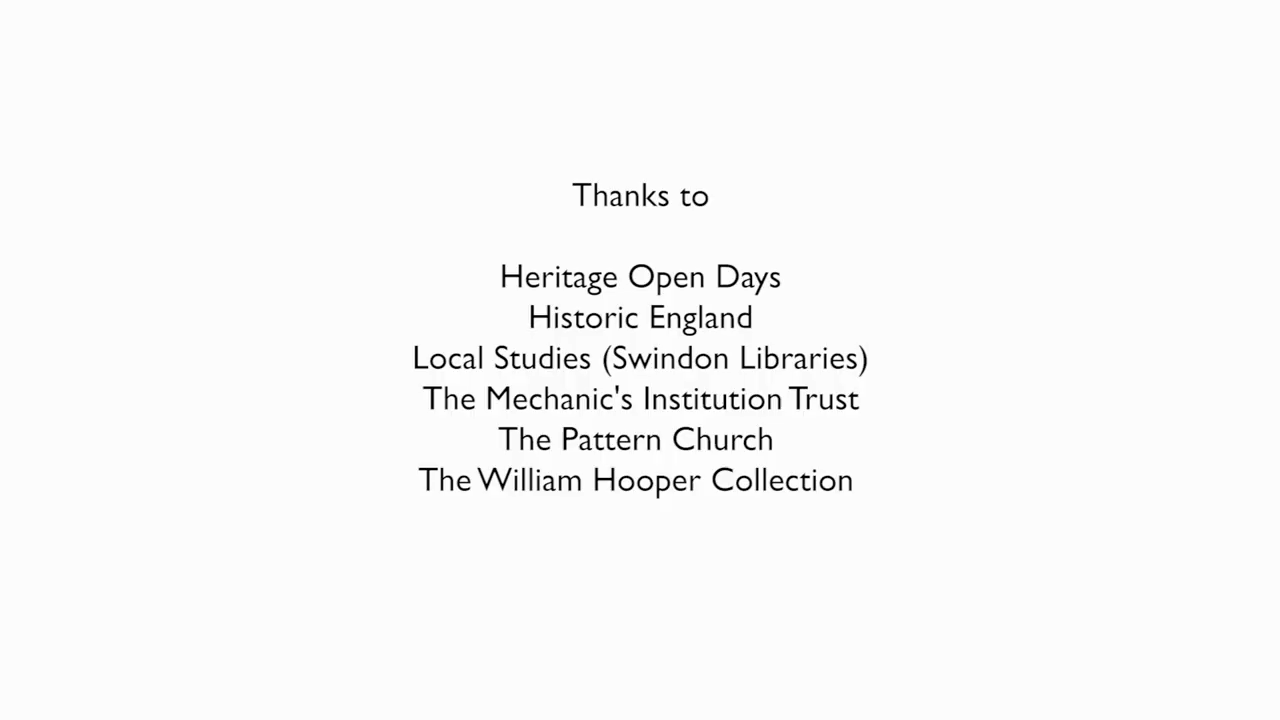 Thanks to
Heritage Open Days
Historic England
Local Studies (Swindon Libraries)
The Mechanic's Institution Trust
The Pattern Church
The William Hooper Collection